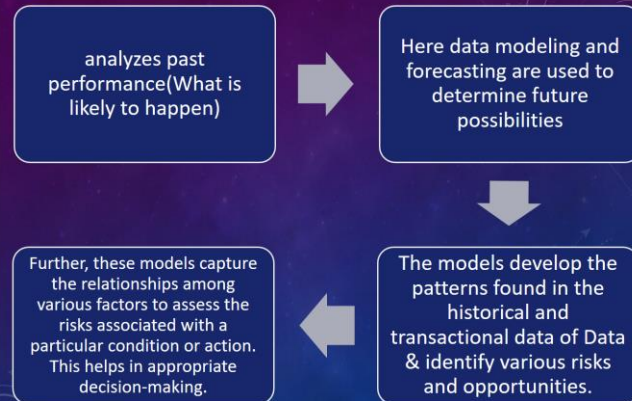 analyzes past
performance(What is
likely to happen)
Here data modeling and
forecasting are used to
determine future
possibilities
The models develop the
patterns found in the
historical and
transactional data of Data
& identify various risks
and opportunities.
Further, these models capture
the relationships among
various factors to assess the
risks associated with a
particular condition or action.
This helps in appropriate
decision-making.